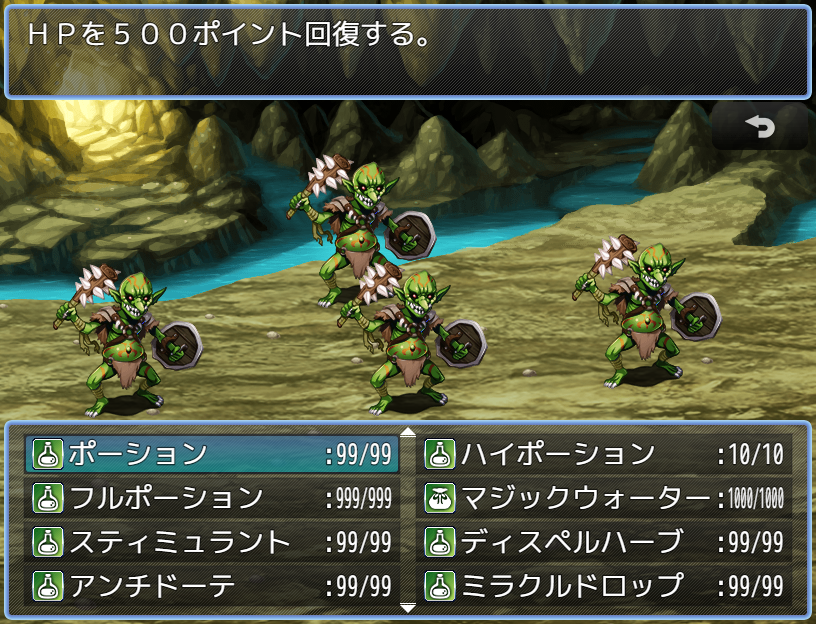 ＨＰを５００ポイント回復する。
ポーション :99/99
ハイポーション :10/10
フルポーション :999/999
マジックウォーター :1000/1000
スティミュラント :99/99
ディスペルハーブ :99/99
アンチドーテ :99/99
ミラクルドロップ :99/99